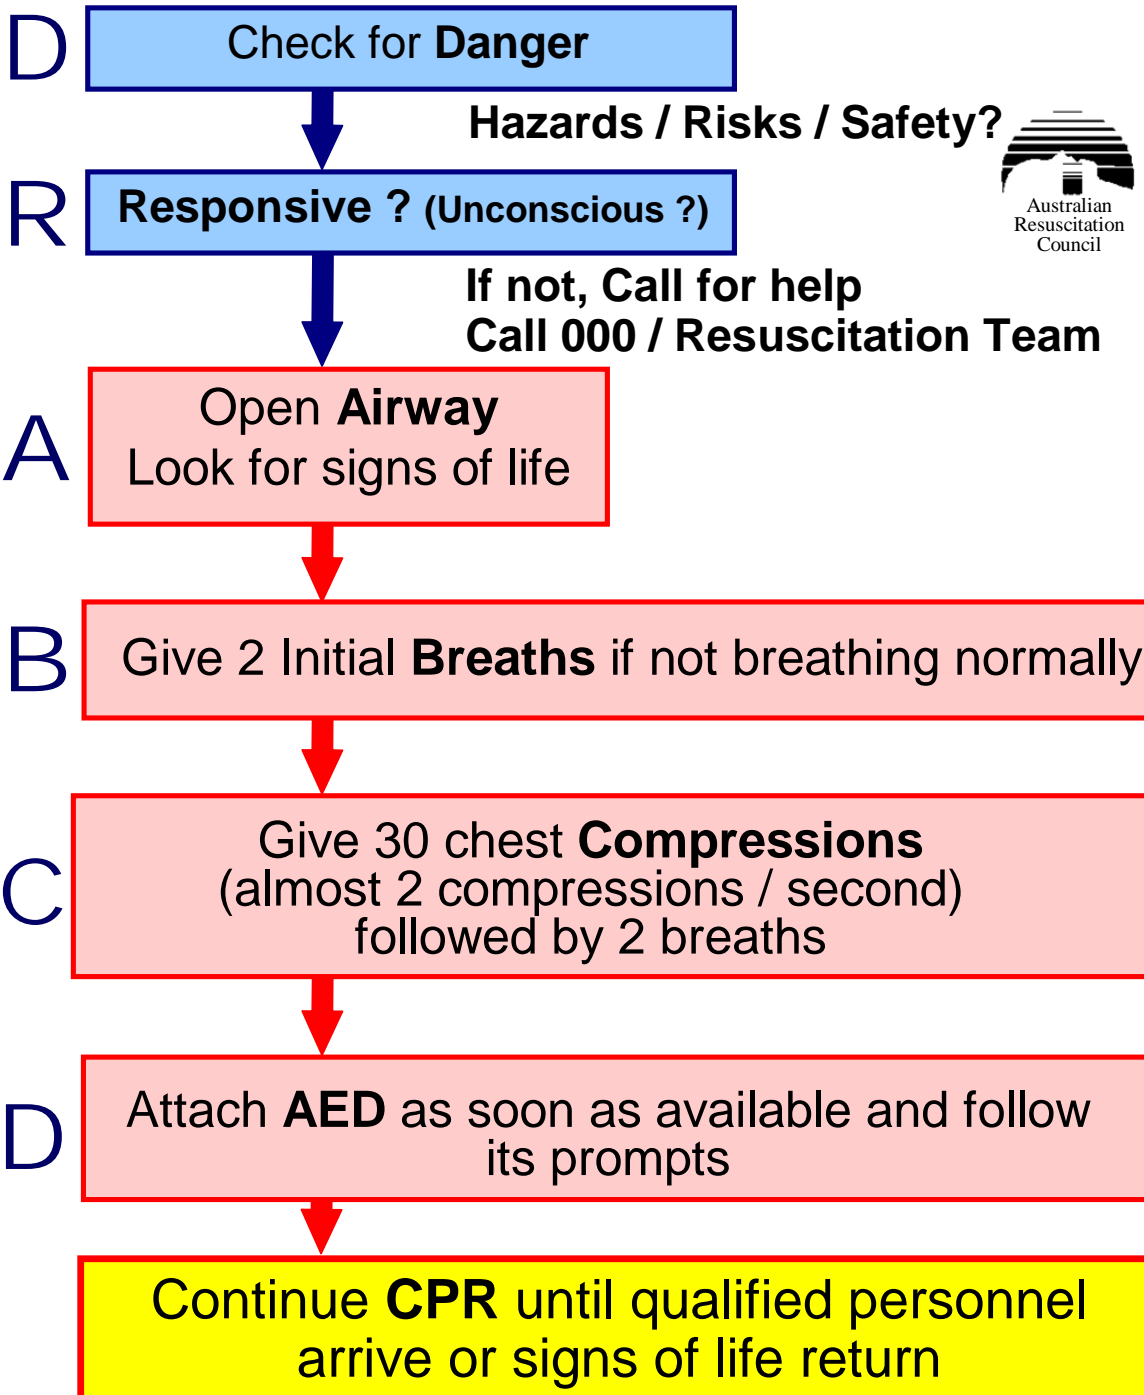 D
Check for Danger
Hazards / Risks / Safety?
Australian
Resuscitation
Council
R
Responsive ? (Unconscious ?)
If not, Call for help
Call 000 / Resuscitation Team
A
Open Airway
Look for signs of life
B
Give 2 Initial Breaths if not breathing normally
C
Give 30 chest Compressions
(almost 2 compressions / second)
followed by 2 breaths
D
Attach AED as soon as available and follow
its prompts
Continue CPR until qualified personnel
arrive or signs of life return